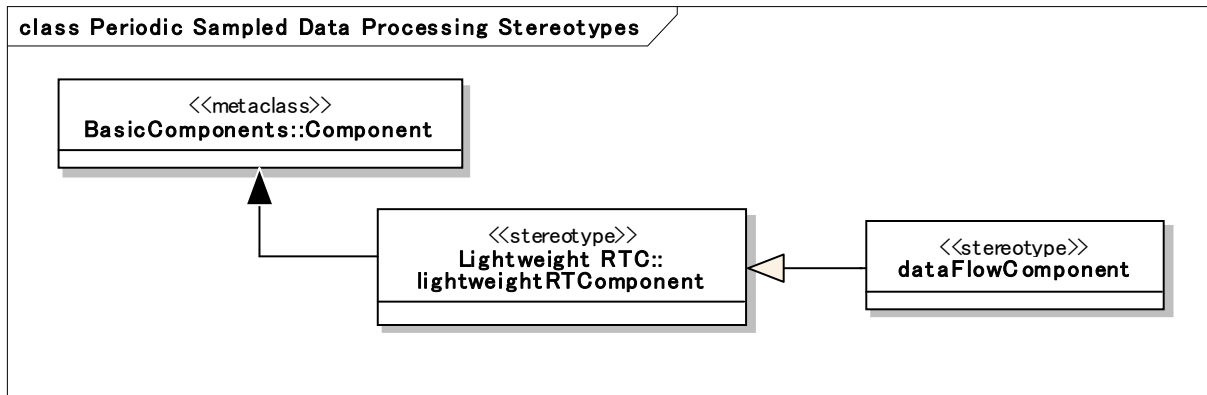 class Periodic Sampled Data Processing Stereotypes
<<metaclass>>
BasicComponents::Component
<<stereotype>>
Lightweight RTC::
lightweightRTComponent
<<stereotype>>
dataFlowComponent